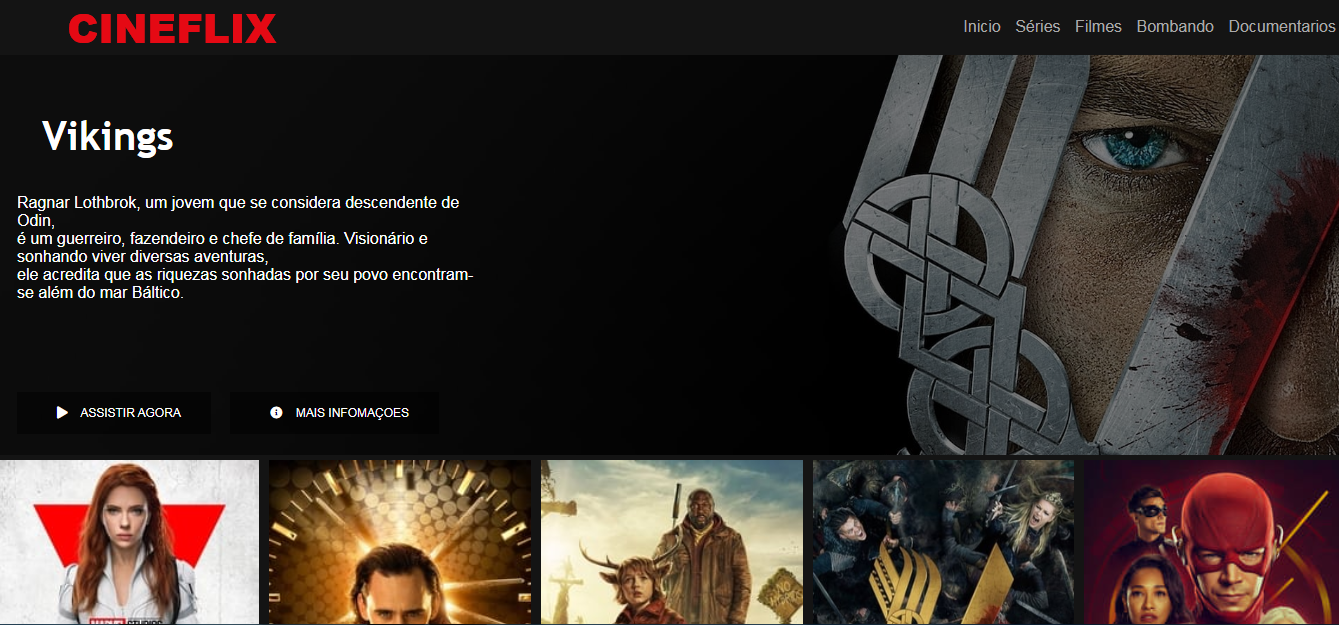 CINEFLIX
Inicio Séries Filmes Bombando Documentarios
Vikings
Ragnar Lothbrok, um jovem que se considera descendente de
Odin,
é um guerreiro, fazendeiro e chefe de família. Visionário e
sonhando viver diversas aventuras,
ele acredita que as riquezas sonhadas por seu povo encontram-
se além do mar Báltico.
ASSISTIR AGORA
MAIS INFOMAÇOES
MARVEL STUDIOS